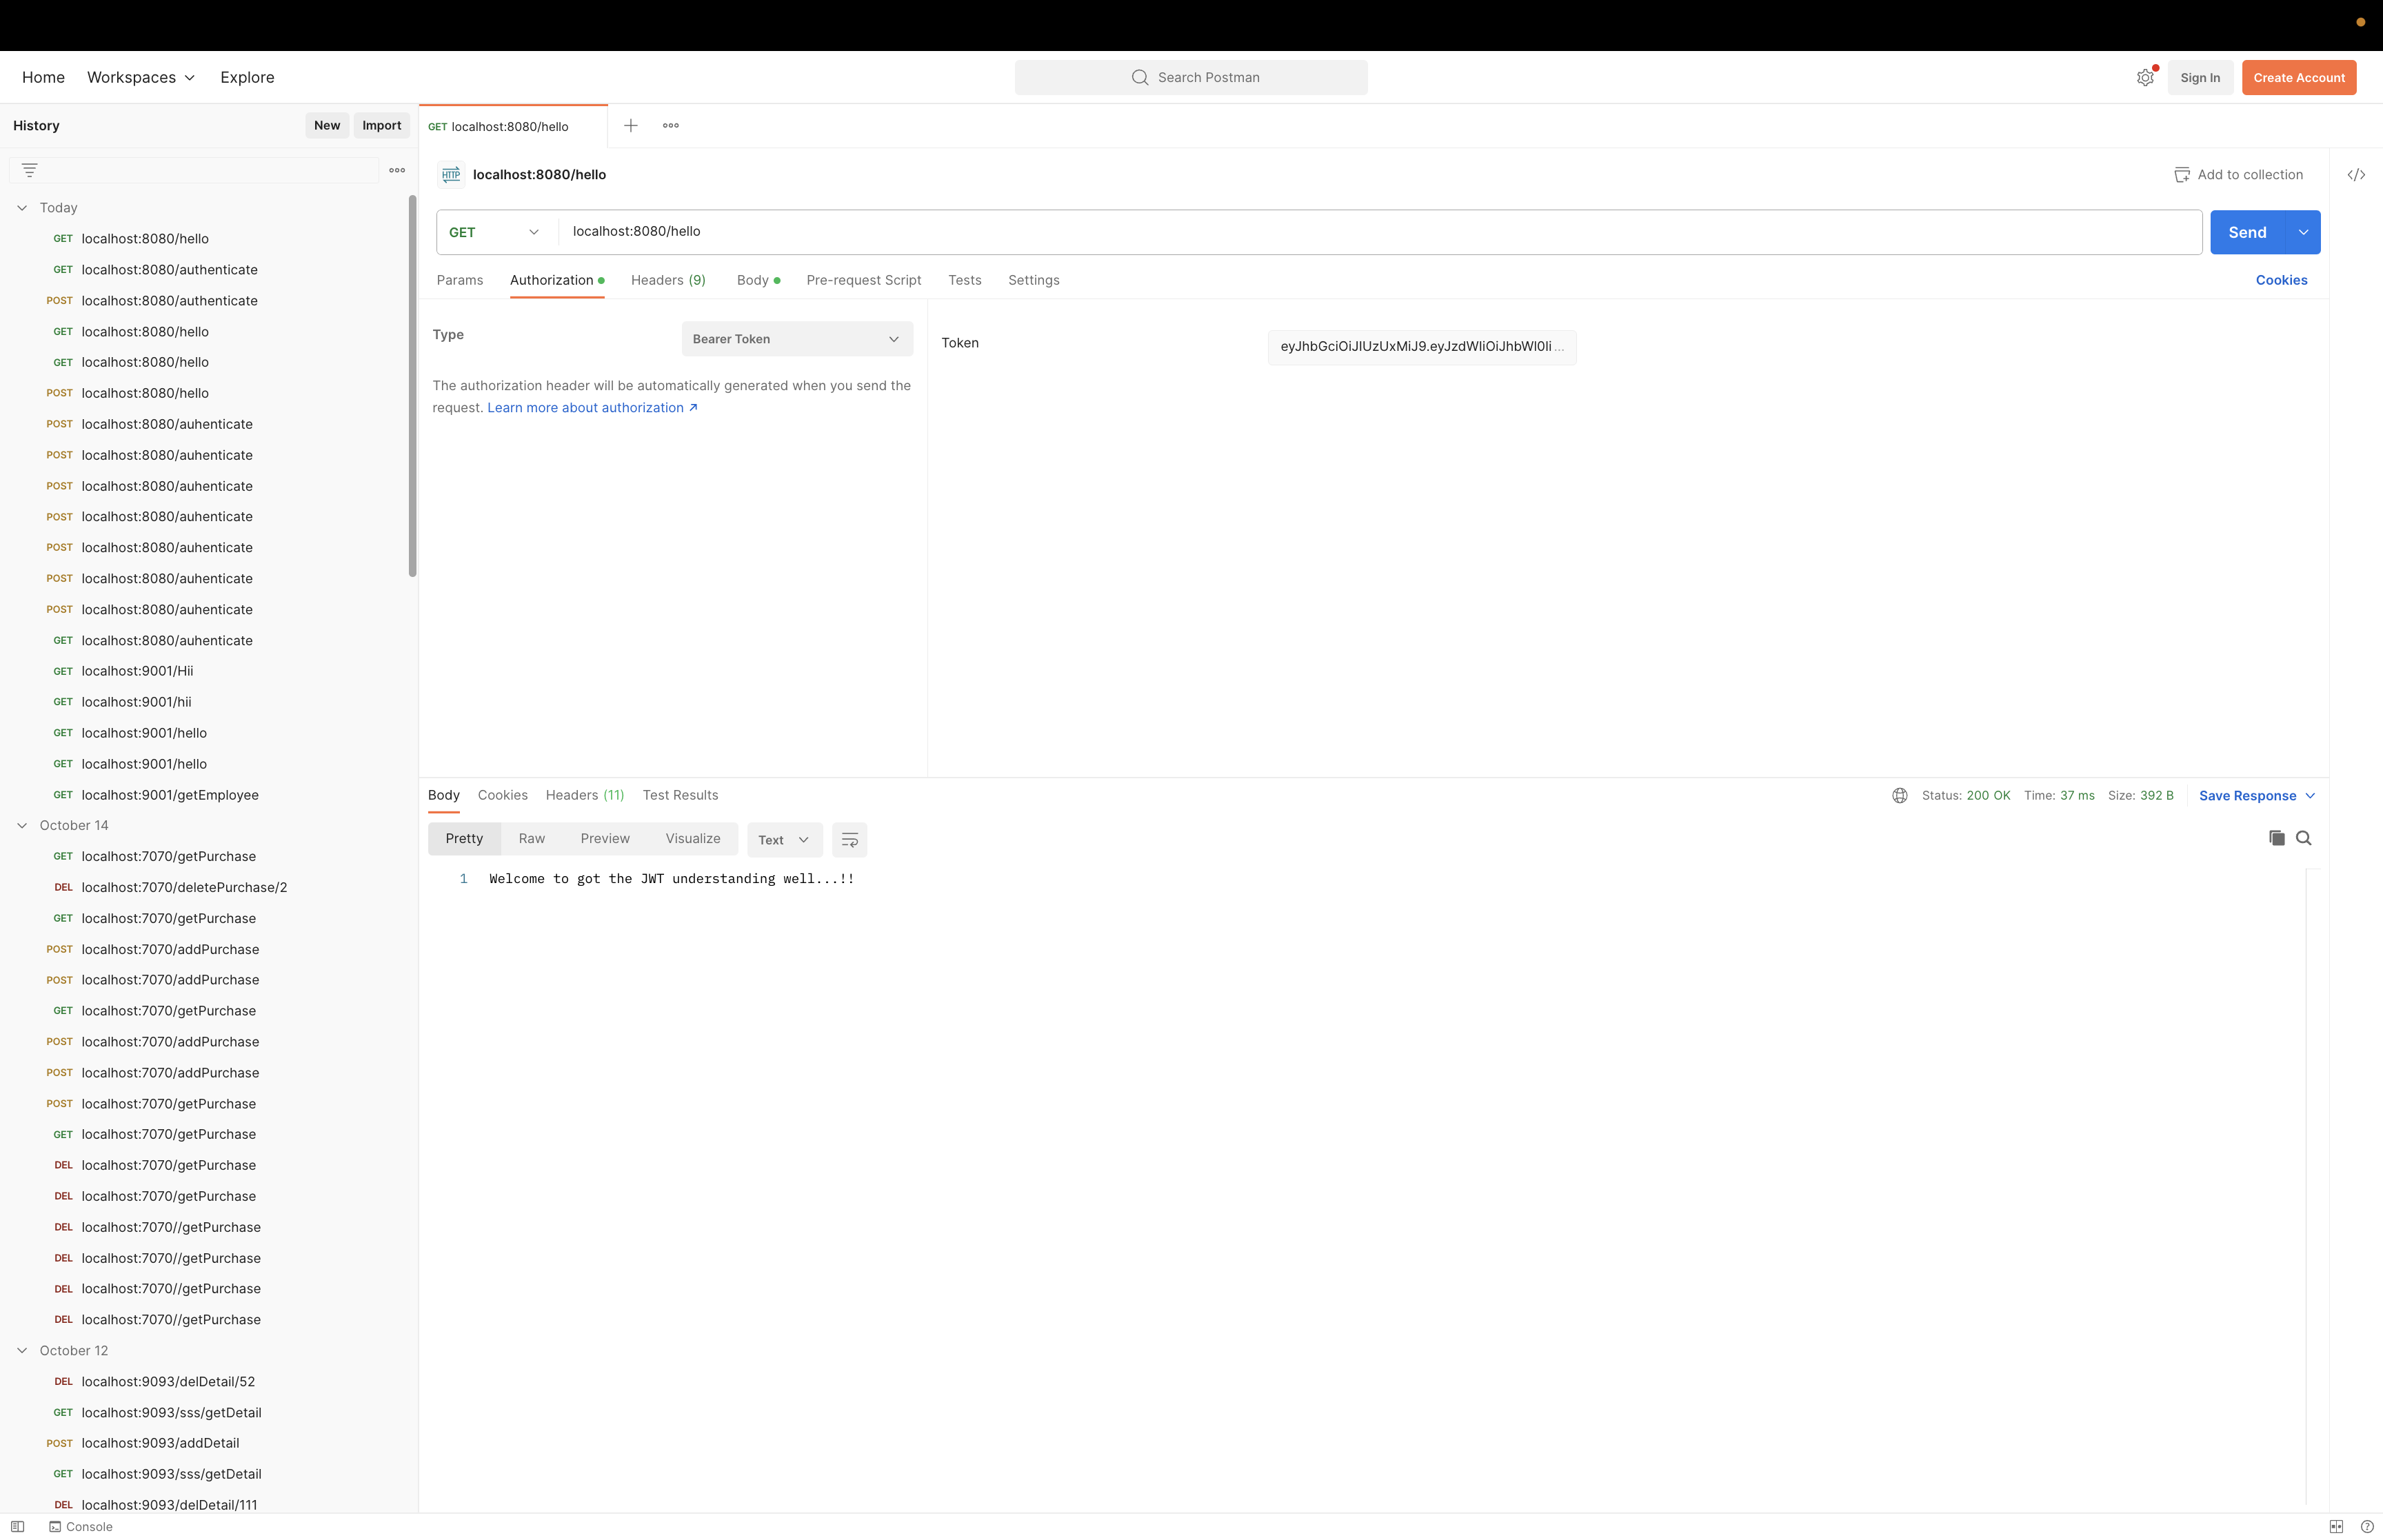 Home Workspaces Explore Search Postman Sign In Create Account
History New Import
GET localhost:8080/hello
localhost:8080/hello Add to collection
GET localhost:8080/hello Send
Params Authorization Headers (9) Body Pre-request Script Tests Settings Cookies
Type Bearer Token
The authorization header will be automatically generated when you send the
request. Learn more about authorization
Token eyJhbGciOiJIUzUxMiJ9.eyJzdWIiOiJhbWl0Ii...
Today
GET localhost:8080/hello
GET localhost:8080/authenticate
POST localhost:8080/authenticate
GET localhost:8080/hello
GET localhost:8080/hello
POST localhost:8080/hello
POST localhost:8080/auhenticate
POST localhost:8080/auhenticate
POST localhost:8080/auhenticate
POST localhost:8080/auhenticate
POST localhost:8080/auhenticate
POST localhost:8080/auhenticate
POST localhost:8080/auhenticate
GET localhost:8080/auhenticate
GET localhost:9001/Hii
GET localhost:9001/hii
GET localhost:9001/hello
GET localhost:9001/hello
GET localhost:9001/getEmployee
October 14
GET localhost:7070/getPurchase
DEL localhost:7070/deletePurchase/2
GET localhost:7070/getPurchase
POST localhost:7070/addPurchase
POST localhost:7070/addPurchase
GET localhost:7070/getPurchase
POST localhost:7070/addPurchase
POST localhost:7070/addPurchase
POST localhost:7070/getPurchase
GET localhost:7070/getPurchase
DEL localhost:7070/getPurchase
DEL localhost:7070/getPurchase
DEL localhost:7070//getPurchase
DEL localhost:7070//getPurchase
DEL localhost:7070//getPurchase
DEL localhost:7070//getPurchase
October 12
DEL localhost:9093/delDetail/52
GET localhost:9093/sss/getDetail
POST localhost:9093/addDetail
GET localhost:9093/sss/getDetail
DEL localhost:9093/delDetail/111
Body Cookies Headers (11) Test Results Status: 200 OK Time: 37 ms Size: 392 B Save Response
Pretty Raw Preview Visualize Text
1 Welcome to got the JWT understanding well...!!
Console